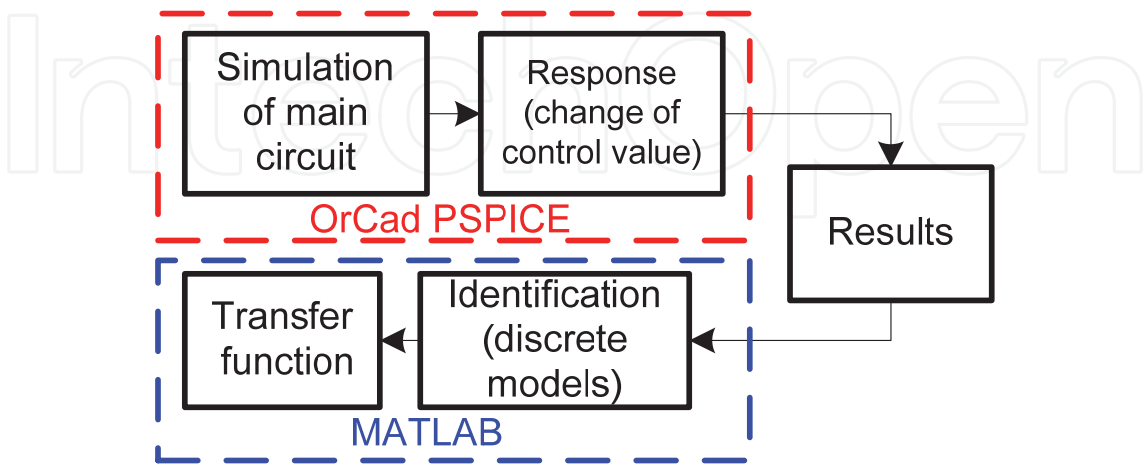 IntechOpen
Simulation
of main
circuit
Response
(change of
control value)
OrCad PSPICE
Results
Transfer
function
Identification
(discrete
models)
MATLAB